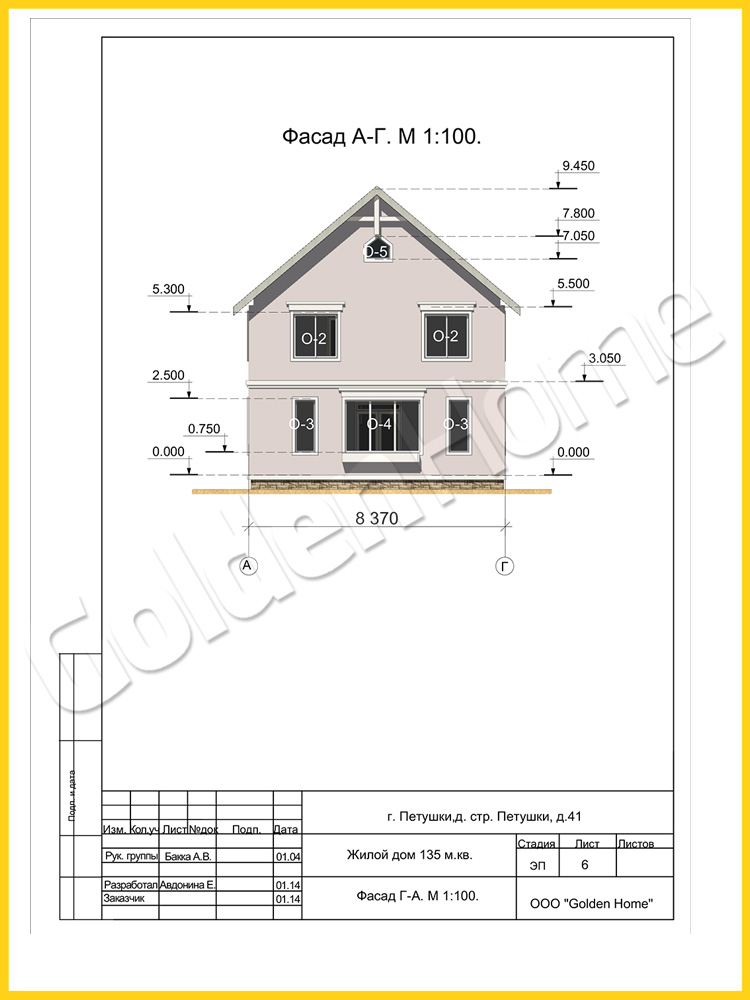 Фасад А-Г. М 1:100.
9.450
7.800
7.050
О-5
5.300
5.500
О-2
О-2
3.050
2.500
О-3
О-4
О-3
0.750
0.000
0.000
8 370
А
Г
GoldenHome
Подп. и дата
г. Петушки,д. стр. Петушки, д.41
Изм. Кол.уч Лист №док Подп. Дата
Рук. группы Бакка А.В. 01.04
Жилой дом 135 м.кв.
Стадия Лист Листов
ЭП 6
Разработал Авдонина Е. 01.14
Заказчик 01.14
Фасад Г-А. М 1:100.
ООО "Golden Home"